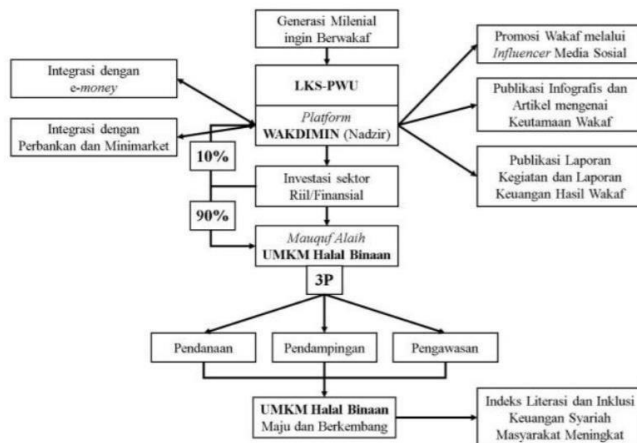 Generasi Milenial
ingin Berwakaf
Integrasi dengan
e-money
Integrasi dengan
Perbankan dan Minimarket
LKS-PWU
Platform
WAKDIMIN (Nadzir)
Promosi Wakaf melalui
Influencer Media Sosial
Publikasi Infografis dan
Artikel mengenai
Keutamaan Wakaf
Publikasi Laporan
Kegiatan dan Laporan
Keuangan Hasil Wakaf
10%
Investasi sektor
Riil/Finansial
90%
Mauquf Alaih
UMKM Halal Binaan
3P
Pendanaan
Pendampingan
Pengawasan
UMKM Halal Binaan
Maju dan Berkembang
Indeks Literasi dan Inklusi
Keuangan Syariah
Masyarakat Meningkat